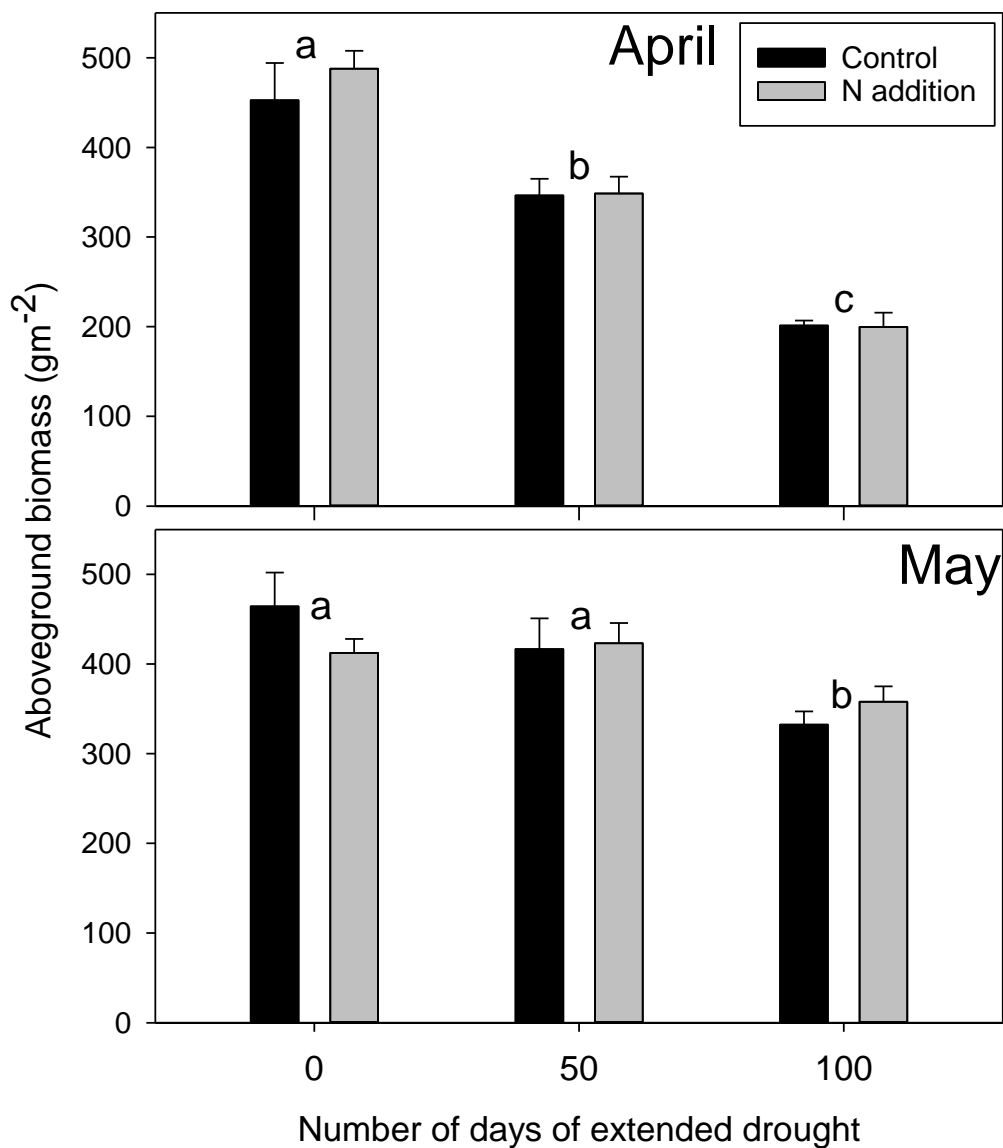 April
Control
N addition
500
400
300
200
100
0
a
b
c
Aboveground biomass (gm⁻²)
May
500
400
300
200
100
0
a
a
b
0 50 100
Number of days of extended drought